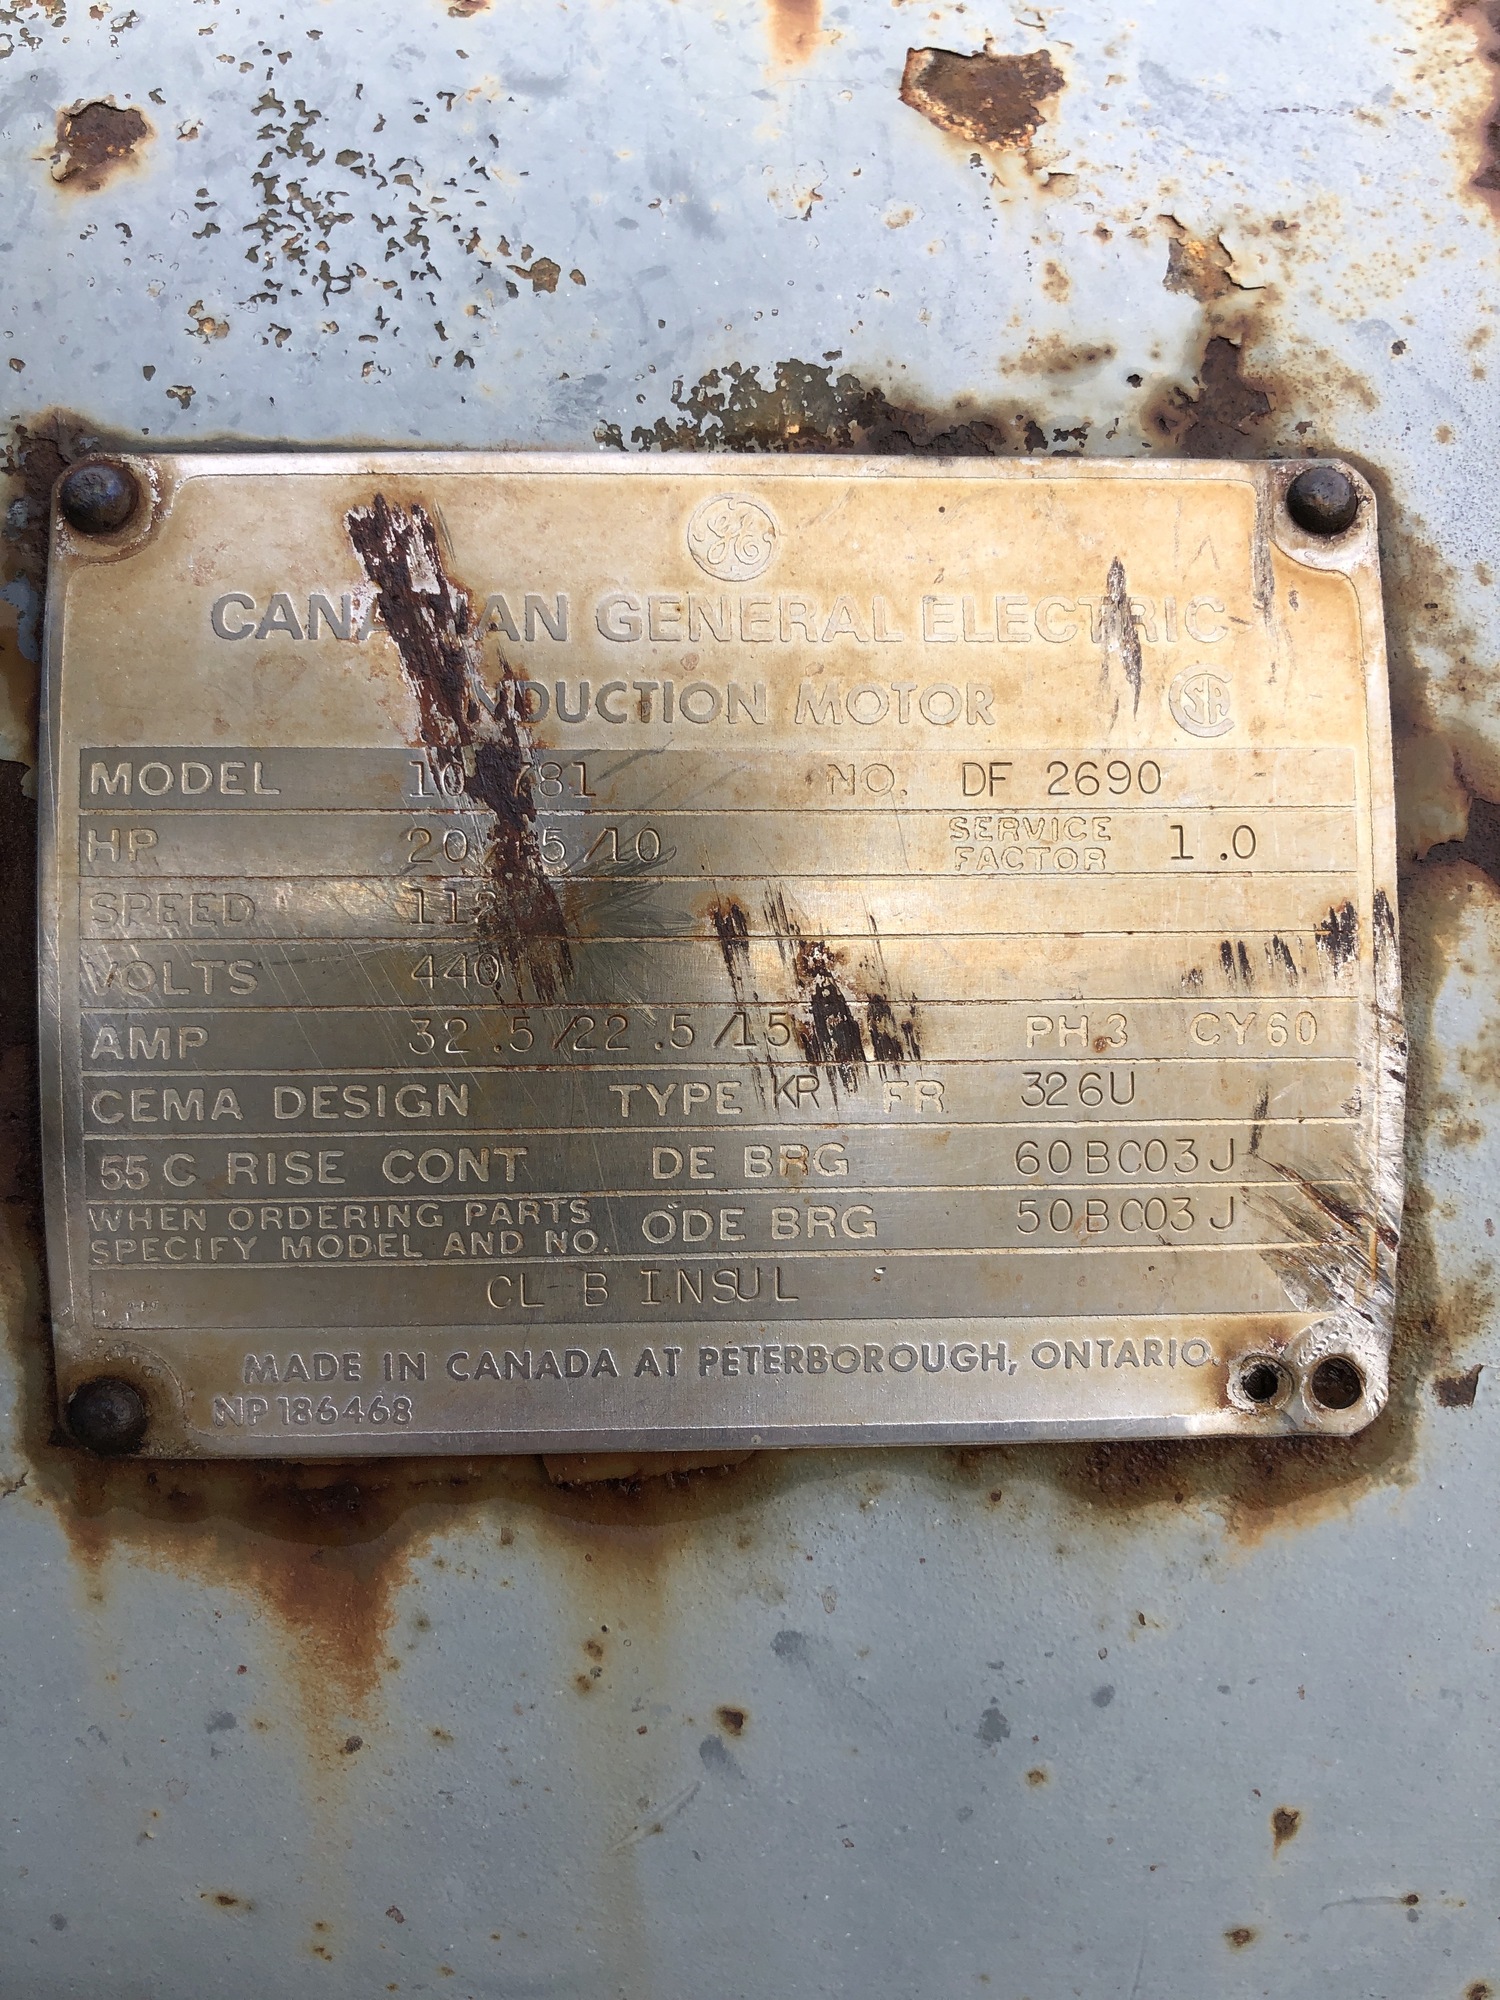 GE
GENERAL ELECTRIC
INDUCTION MOTOR
SA
MODEL NO. DF 2690
HP SERVICE FACTOR 1.0
SPEED
VOLTS 440
AMP 32.5/22.5/15 PH 3 CY 60
CEMA DESIGN TYPE KR FR 326U
55 C RISE CONT DE BRG 60BC03J
WHEN ORDERING PARTS
SPECIFY MODEL AND NO. ODE BRG 50BC03J
CL B INSUL
MADE IN CANADA AT PETERBOROUGH, ONTARIO.
NP 186468